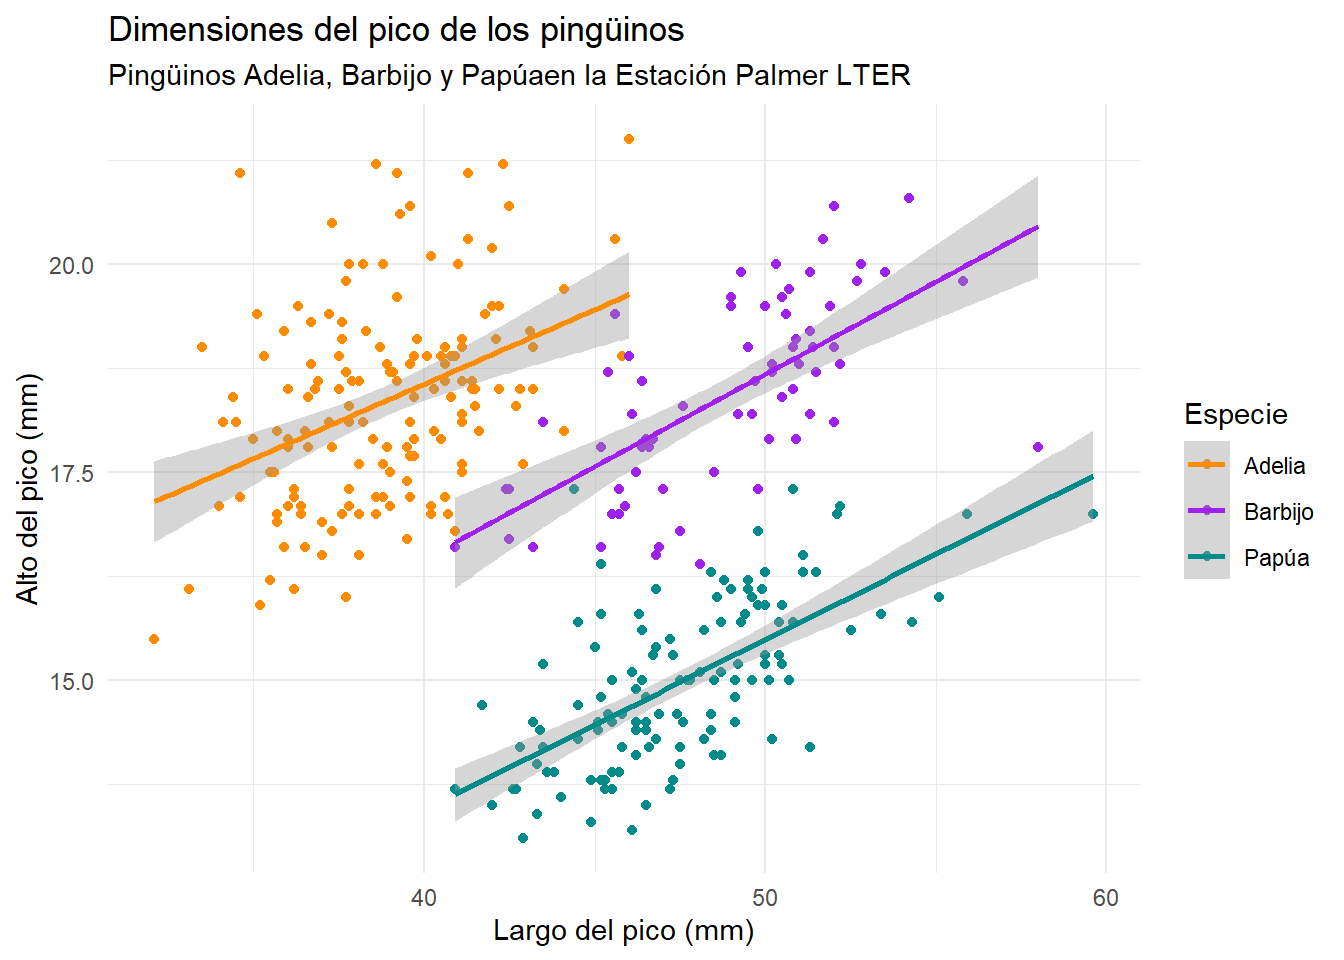 Dimensiones del pico de los pingüinos
Pingüinos Adelia, Barbijo y Papúaen la Estación Palmer LTER
Alto del pico (mm)
20.0
17.5
15.0
40
50
60
Largo del pico (mm)
Especie
Adelia
Barbijo
Papúa